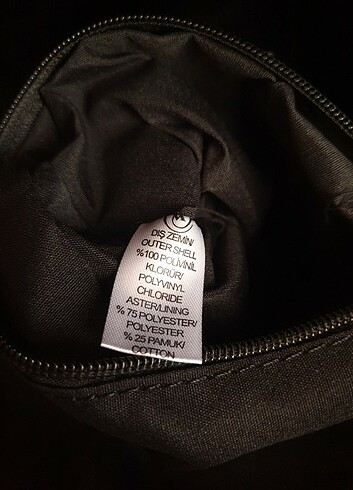 DIŞ ZEMİN/
OUTER SHELL
%100 POLİVİNİL
KLORÜR/
POLYVINYL
CHLORIDE
ASTER/LINING
% 75 POLYESTER/
POLYESTER
% 25 PAMUK/
COTTON